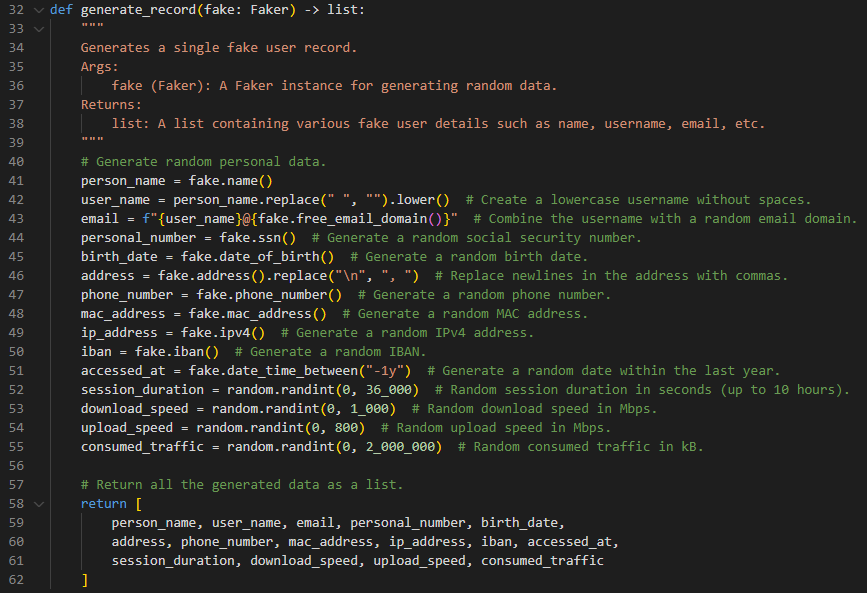 32 def generate_record(fake: Faker) -> list:
33     """
34     Generates a single fake user record.
35     Args:
36         fake (Faker): A Faker instance for generating random data.
37     Returns:
38         list: A list containing various fake user details such as name, username, email, etc.
39     """
40     # Generate random personal data.
41     person_name = fake.name()
42     user_name = person_name.replace(" ", "").lower()  # Create a lowercase username without spaces.
43     email = f"{user_name}@{fake.free_email_domain()}"  # Combine the username with a random email domain.
44     personal_number = fake.ssn()  # Generate a random social security number.
45     birth_date = fake.date_of_birth()  # Generate a random birth date.
46     address = fake.address().replace("\n", ", ")  # Replace newlines in the address with commas.
47     phone_number = fake.phone_number()  # Generate a random phone number.
48     mac_address = fake.mac_address()  # Generate a random MAC address.
49     ip_address = fake.ipv4()  # Generate a random IPv4 address.
50     iban = fake.iban()  # Generate a random IBAN.
51     accessed_at = fake.date_time_between("-1y")  # Generate a random date within the last year.
52     session_duration = random.randint(0, 36_000)  # Random session duration in seconds (up to 10 hours).
53     download_speed = random.randint(0, 1_000)  # Random download speed in Mbps.
54     upload_speed = random.randint(0, 800)  # Random upload speed in Mbps.
55     consumed_traffic = random.randint(0, 2_000_000)  # Random consumed traffic in kB.
56
57     # Return all the generated data as a list.
58     return [
59         person_name, user_name, email, personal_number, birth_date,
60         address, phone_number, mac_address, ip_address, iban, accessed_at,
61         session_duration, download_speed, upload_speed, consumed_traffic
62     ]